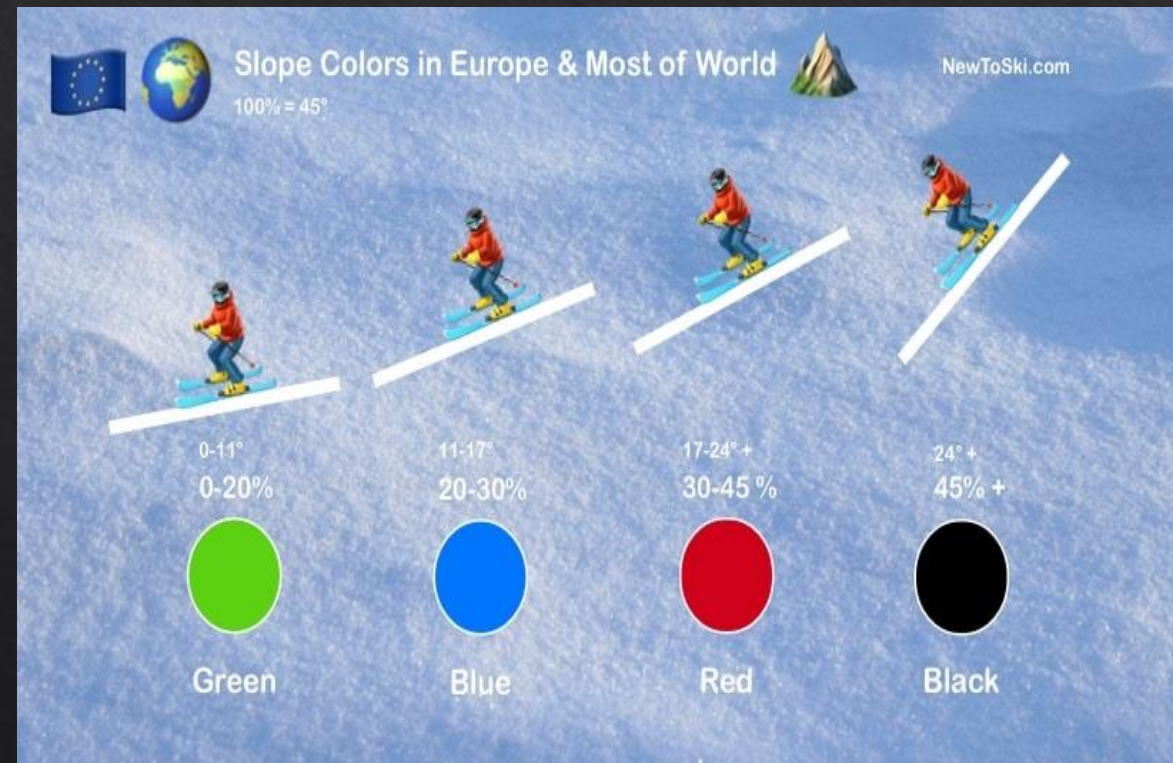 Slope Colors in Europe & Most of World
NewToSki.com
100% = 45°
0-11°
0-20%
11-17°
20-30%
17-24° +
30-45 %
24° +
45% +
Green
Blue
Red
Black